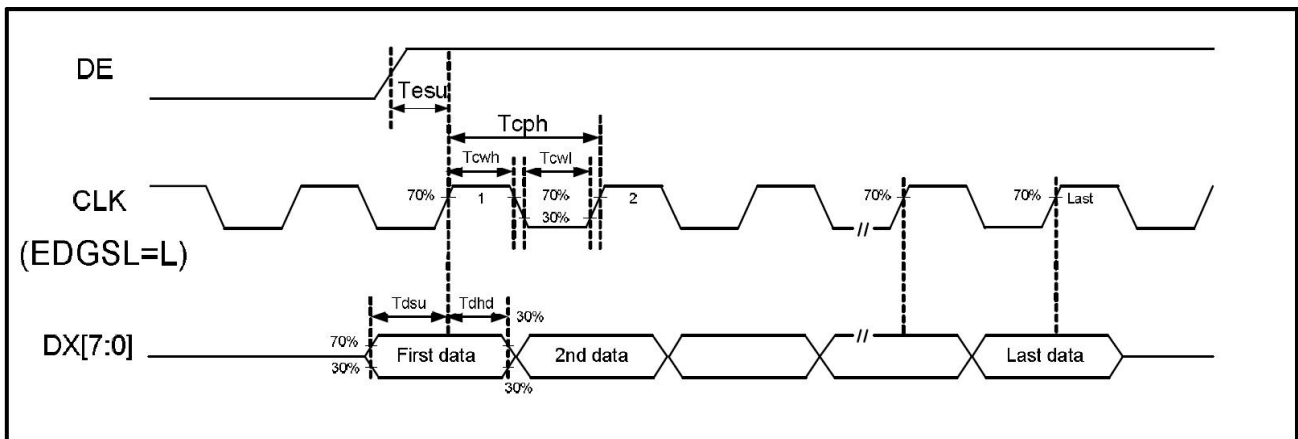 DE
Tesu
Tcph
Tcwh
Tcwl
CLK
70%
1
70%
30%
2
70%
70%
Last
//
(EDGSL=L)
Tdsu
Tdhd
30%
DX[7:0]
70%
30%
First data
2nd data
//
Last data
30%